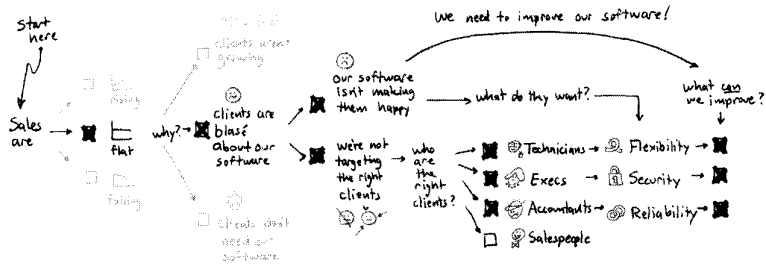 Start
here
Sales
are
rising
flat
falling
why?
clients aren't
growing
clients are
blasé
about our
software
clients don't
need our
software
We need to improve our software!
our software
isn't making
them happy
what do they want?
what can
we improve?
we're not
targeting
the right
clients
who
are
the
right
clients?
Technicians
Flexibility
Execs
Security
Accountants
Reliability
Salespeople